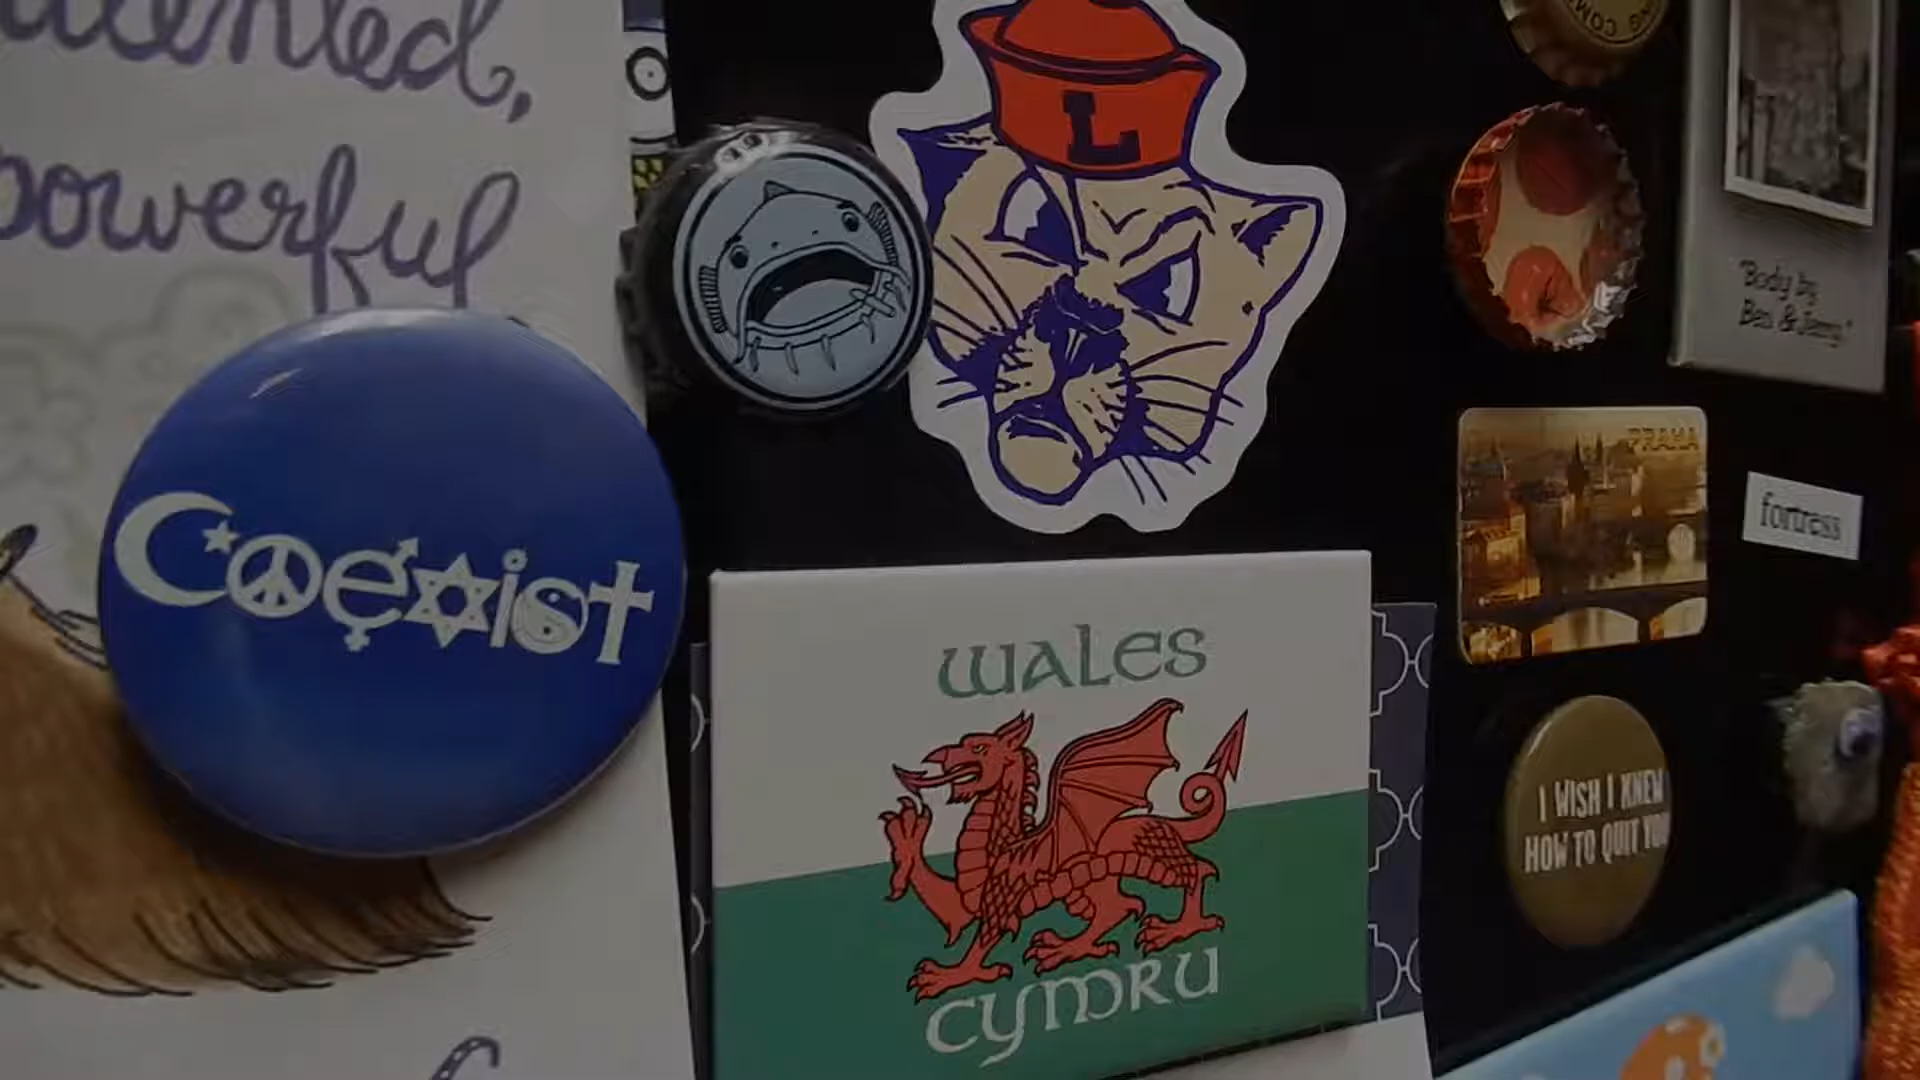 powerful
Coexist
L
WALES
CYMRU
"Body by
Ben & Jerry"
PRAHA
fortress
I WISH I KNEW
HOW TO QUIT YOU